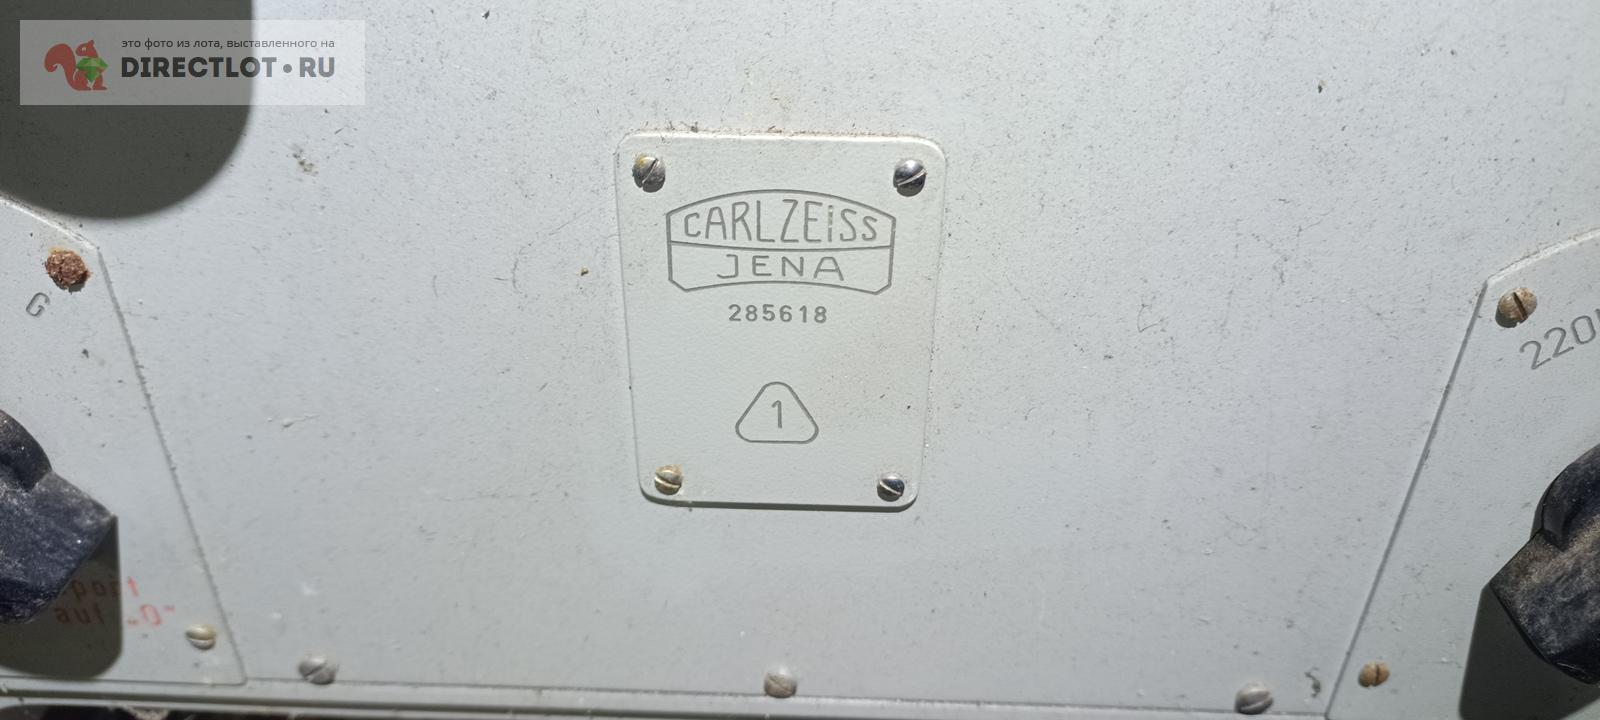 это фото из лота, выставленного на
DIRECTLOT•RU
CARL ZEISS
JENA
285618
1
G
220
auf „0"